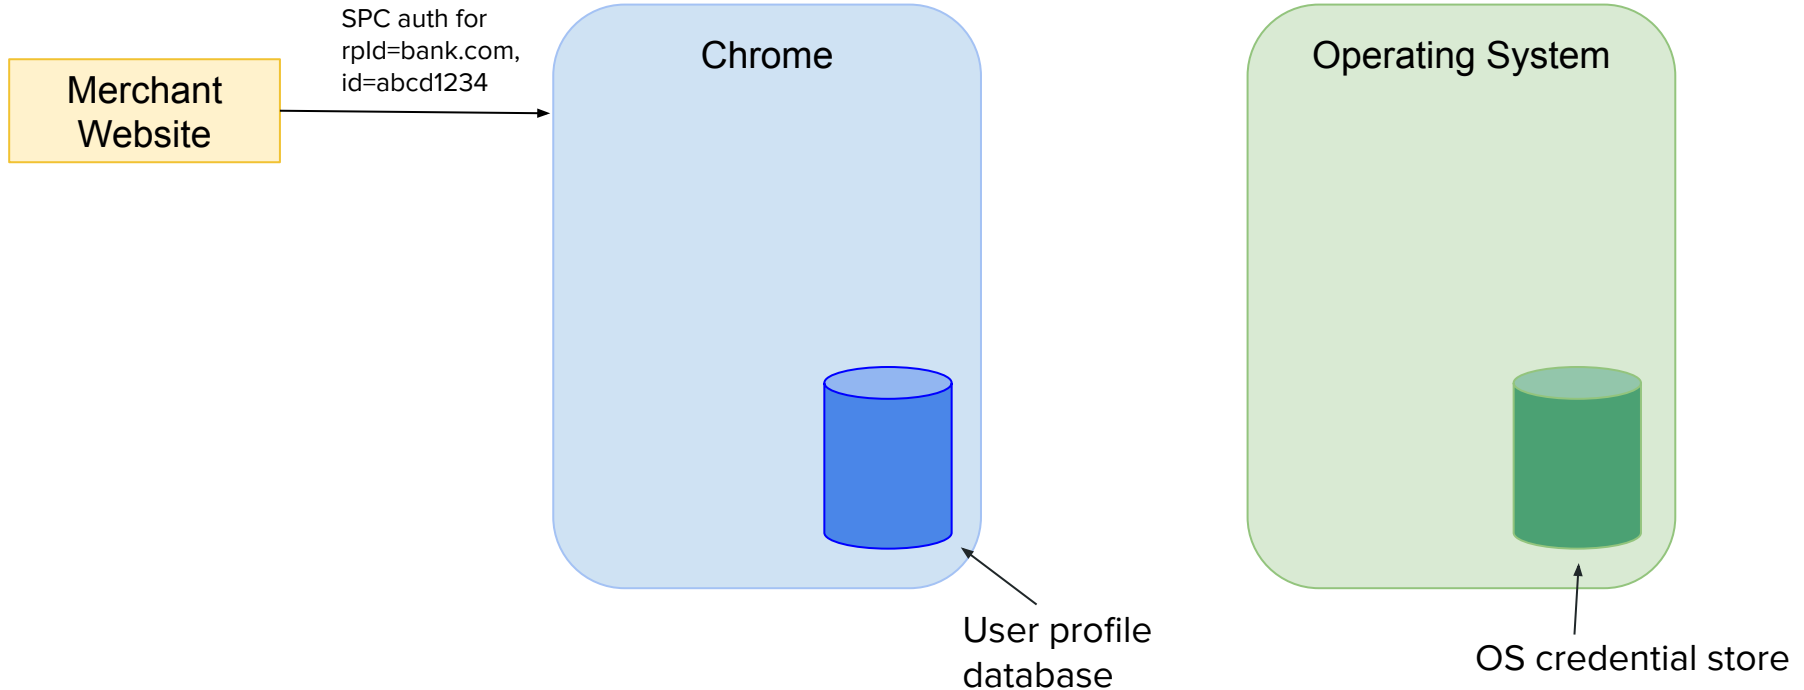 SPC auth for
rpId=bank.com,
id=abcd1234
Merchant
Website
Chrome
Operating System
User profile
database
OS credential store